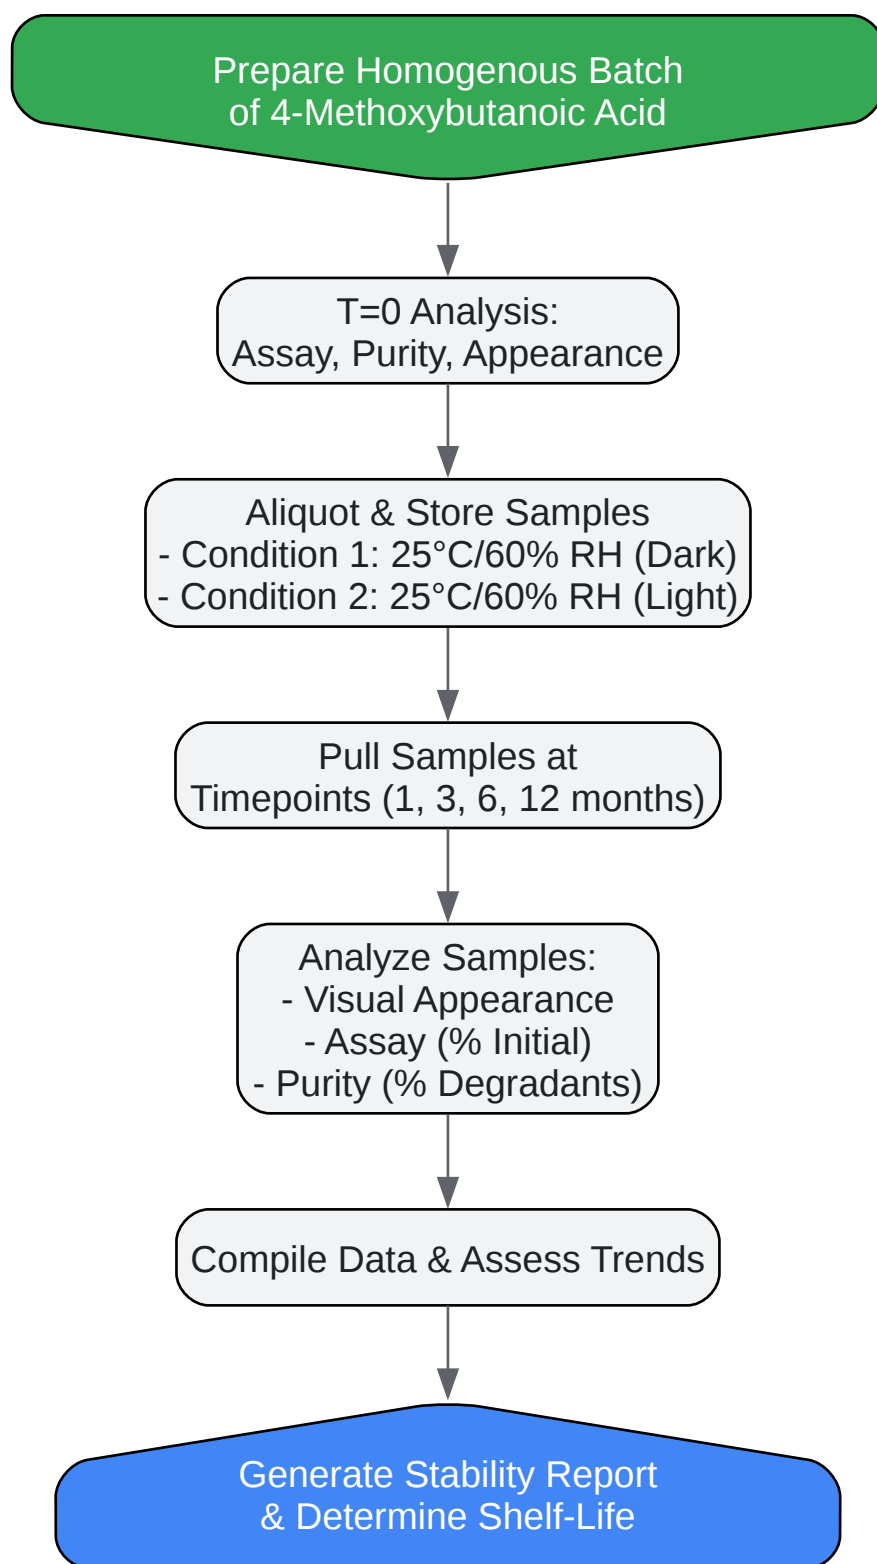 Prepare Homogenous Batch
of 4-Methoxybutanoic Acid
T=0 Analysis:
Assay, Purity, Appearance
Aliquot & Store Samples
- Condition 1: 25°C/60% RH (Dark)
- Condition 2: 25°C/60% RH (Light)
Pull Samples at
Timepoints (1, 3, 6, 12 months)
Analyze Samples:
- Visual Appearance
- Assay (% Initial)
- Purity (% Degradants)
Compile Data & Assess Trends
Generate Stability Report
& Determine Shelf-Life